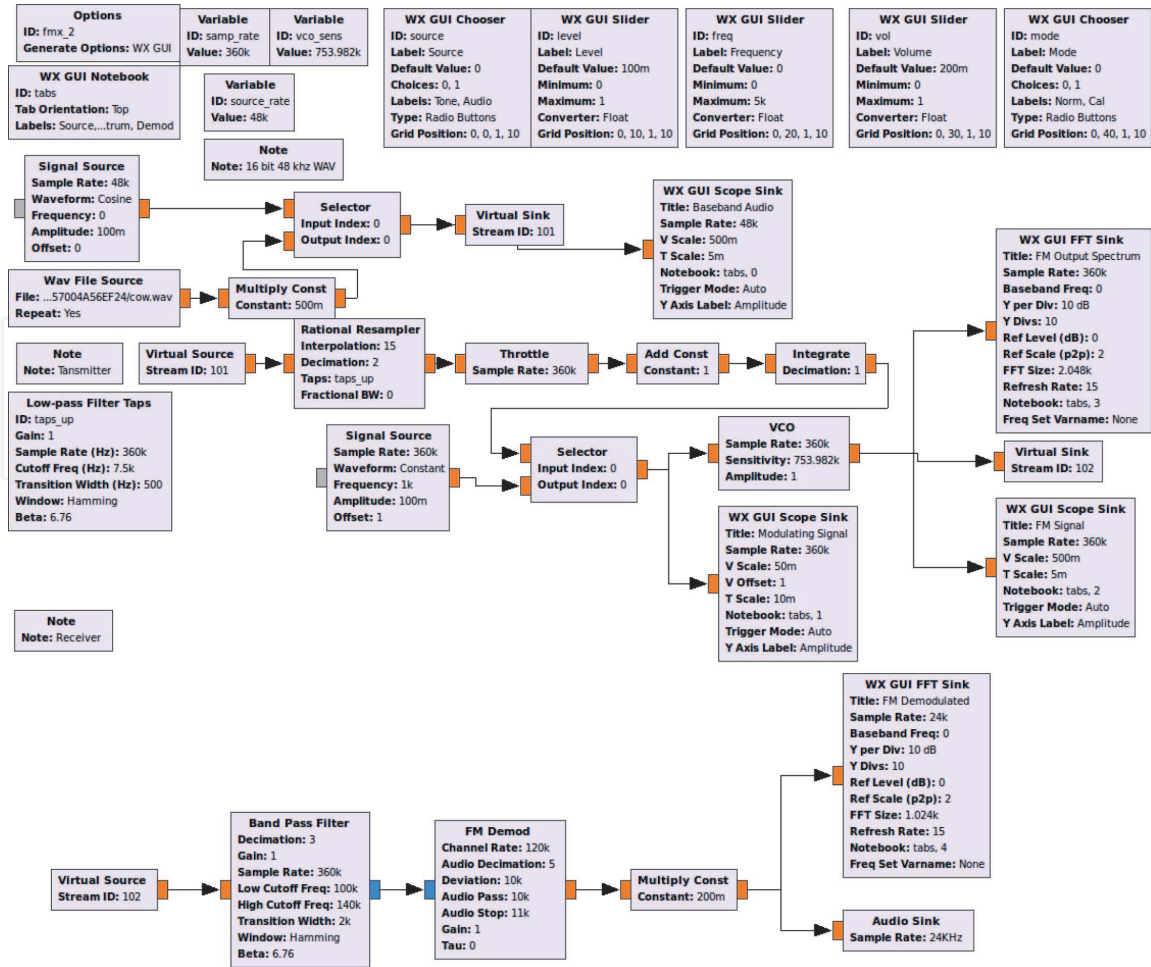 Options
ID: fmx_2
Generate Options: WX GUI
Variable
ID: samp_rate
Value: 360k
Variable
ID: vco_sens
Value: 753.982k
WX GUI Chooser
ID: source
Label: Source
Default Value: 0
Choices: 0, 1
Labels: Tone, Audio
Type: Radio Buttons
Grid Position: 0, 0, 1, 10
WX GUI Slider
ID: level
Label: Level
Default Value: 100m
Minimum: 0
Maximum: 1
Converter: Float
Grid Position: 0, 10, 1, 10
WX GUI Slider
ID: freq
Label: Frequency
Default Value: 0
Minimum: 0
Maximum: 5k
Converter: Float
Grid Position: 0, 20, 1, 10
WX GUI Slider
ID: vol
Label: Volume
Default Value: 200m
Minimum: 0
Maximum: 1
Converter: Float
Grid Position: 0, 30, 1, 10
WX GUI Chooser
ID: mode
Label: Mode
Default Value: 0
Choices: 0, 1
Labels: Norm, Cal
Type: Radio Buttons
Grid Position: 0, 40, 1, 10
WX GUI Notebook
ID: tabs
Tab Orientation: Top
Labels: Source,...trum, Demod
Variable
ID: source_rate
Value: 48k
Note
Note: 16 bit 48 khz WAV
Signal Source
Sample Rate: 48k
Waveform: Cosine
Frequency: 0
Amplitude: 100m
Offset: 0
Selector
Input Index: 0
Output Index: 0
Virtual Sink
Stream ID: 101
WX GUI Scope Sink
Title: Baseband Audio
Sample Rate: 48k
V Scale: 500m
T Scale: 5m
Notebook: tabs, 0
Trigger Mode: Auto
Y Axis Label: Amplitude
WX GUI FFT Sink
Title: FM Output Spectrum
Sample Rate: 360k
Baseband Freq: 0
Y per Div: 10 dB
Y Divs: 10
Ref Level (dB): 0
Ref Scale (p2p): 2
FFT Size: 2.048k
Refresh Rate: 15
Notebook: tabs, 3
Freq Set Varname: None
Wav File Source
File: ...57004A56EF24/cow.wav
Repeat: Yes
Multiply Const
Constant: 500m
Note
Note: Tansmitter
Virtual Source
Stream ID: 101
Rational Resampler
Interpolation: 15
Decimation: 2
Taps: taps_up
Fractional BW: 0
Throttle
Sample Rate: 360k
Add Const
Constant: 1
Integrate
Decimation: 1
Low-pass Filter Taps
ID: taps_up
Gain: 1
Sample Rate (Hz): 360k
Cutoff Freq (Hz): 7.5k
Transition Width (Hz): 500
Window: Hamming
Beta: 6.76
Signal Source
Sample Rate: 360k
Waveform: Constant
Frequency: 1k
Amplitude: 100m
Offset: 1
Selector
Input Index: 0
Output Index: 0
VCO
Sample Rate: 360k
Sensitivity: 753.982k
Amplitude: 1
Virtual Sink
Stream ID: 102
WX GUI Scope Sink
Title: Modulating Signal
Sample Rate: 360k
V Scale: 50m
V Offset: 1
T Scale: 10m
Notebook: tabs, 1
Trigger Mode: Auto
Y Axis Label: Amplitude
WX GUI Scope Sink
Title: FM Signal
Sample Rate: 360k
V Scale: 500m
T Scale: 5m
Notebook: tabs, 2
Trigger Mode: Auto
Y Axis Label: Amplitude
Note
Note: Receiver
WX GUI FFT Sink
Title: FM Demodulated
Sample Rate: 24k
Baseband Freq: 0
Y per Div: 10 dB
Y Divs: 10
Ref Level (dB): 0
Ref Scale (p2p): 2
FFT Size: 1.024k
Refresh Rate: 15
Notebook: tabs, 4
Freq Set Varname: None
Virtual Source
Stream ID: 102
Band Pass Filter
Decimation: 3
Gain: 1
Sample Rate: 360k
Low Cutoff Freq: 100k
High Cutoff Freq: 140k
Transition Width: 2k
Window: Hamming
Beta: 6.76
FM Demod
Channel Rate: 120k
Audio Decimation: 5
Deviation: 10k
Audio Pass: 10k
Audio Stop: 11k
Gain: 1
Tau: 0
Multiply Const
Constant: 200m
Audio Sink
Sample Rate: 24KHz